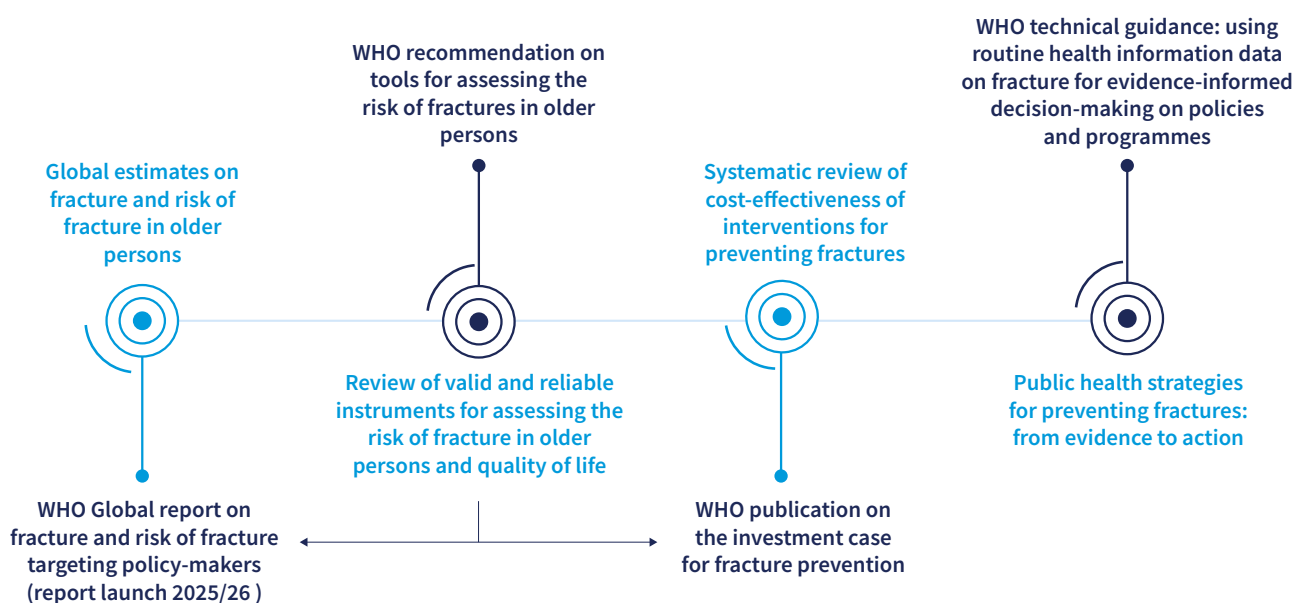 Global estimates on
fracture and risk of
fracture in older
persons
WHO Global report on
fracture and risk of fracture
targeting policy-makers
(report launch 2025/26 )
WHO recommendation on
tools for assessing the
risk of fractures in older
persons
Review of valid and reliable
instruments for assessing the
risk of fracture in older
persons and quality of life
Systematic review of
cost-effectiveness of
interventions for
preventing fractures
WHO publication on
the investment case
for fracture prevention
WHO technical guidance: using
routine health information data
on fracture for evidence-informed
decision-making on policies
and programmes
Public health strategies
for preventing fractures:
from evidence to action